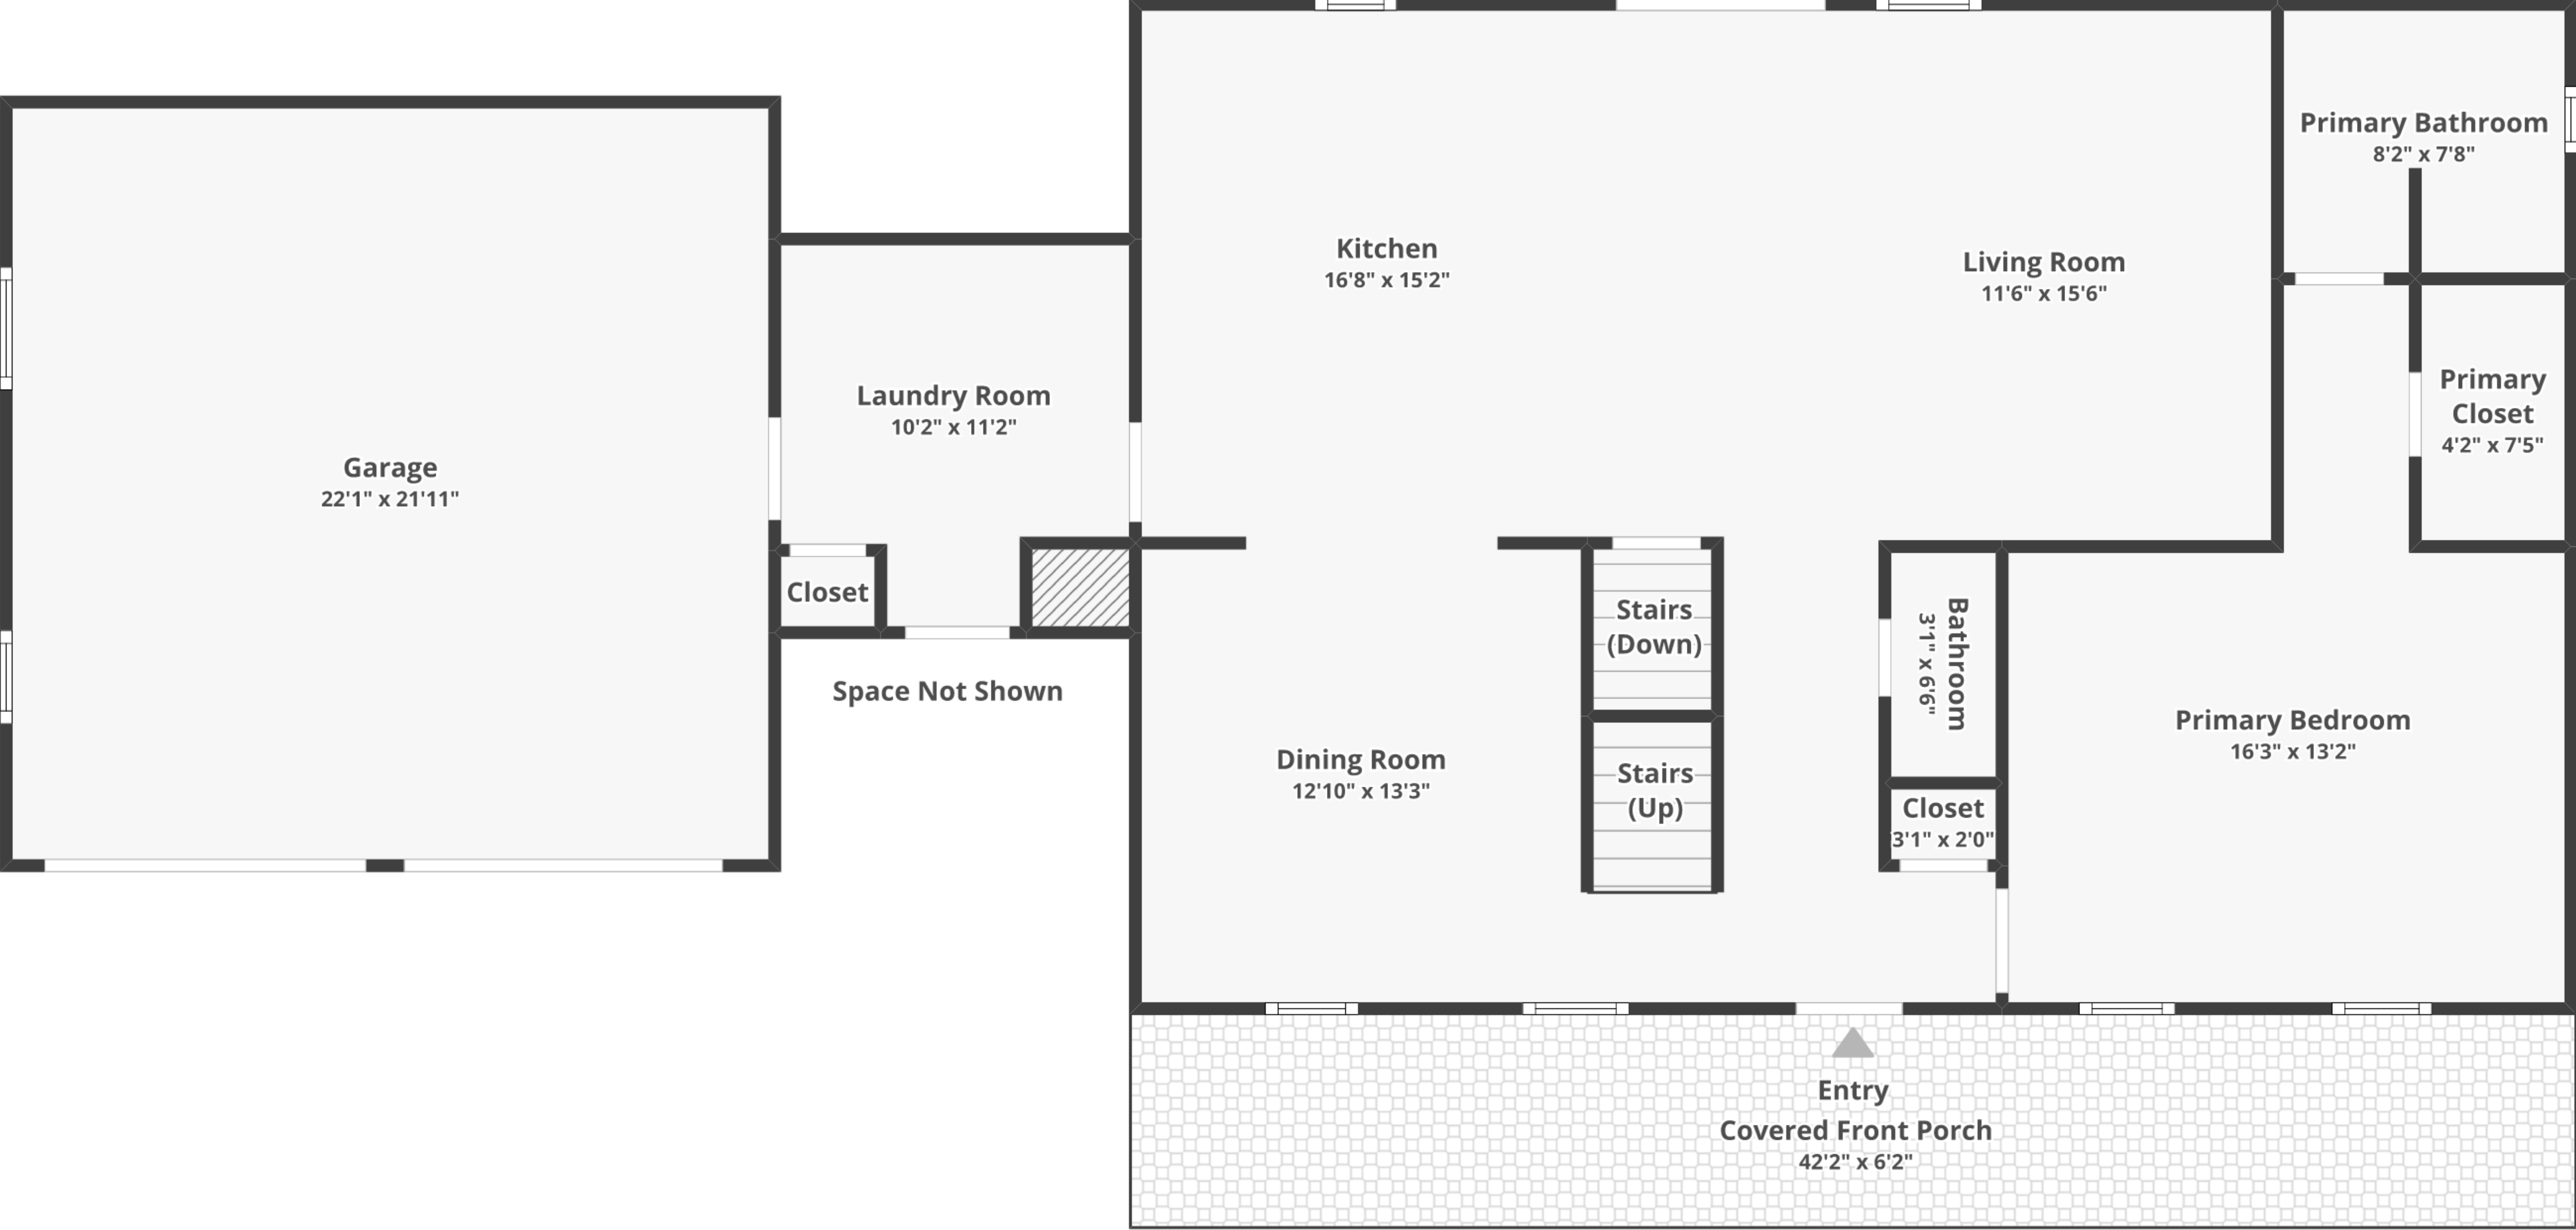 Primary Bathroom
8'2" x 7'8"
Kitchen
16'8" x 15'2"
Living Room
11'6" x 15'6"
Primary
Closet
4'2" x 7'5"
Laundry Room
10'2" x 11'2"
Garage
22'1" x 21'11"
Closet
Space Not Shown
Stairs
(Down)
Bathroom
3'1" x 6'6"
Primary Bedroom
16'3" x 13'2"
Dining Room
12'10" x 13'3"
Stairs
(Up)
Closet
3'1" x 2'0"
Entry
Covered Front Porch
42'2" x 6'2"